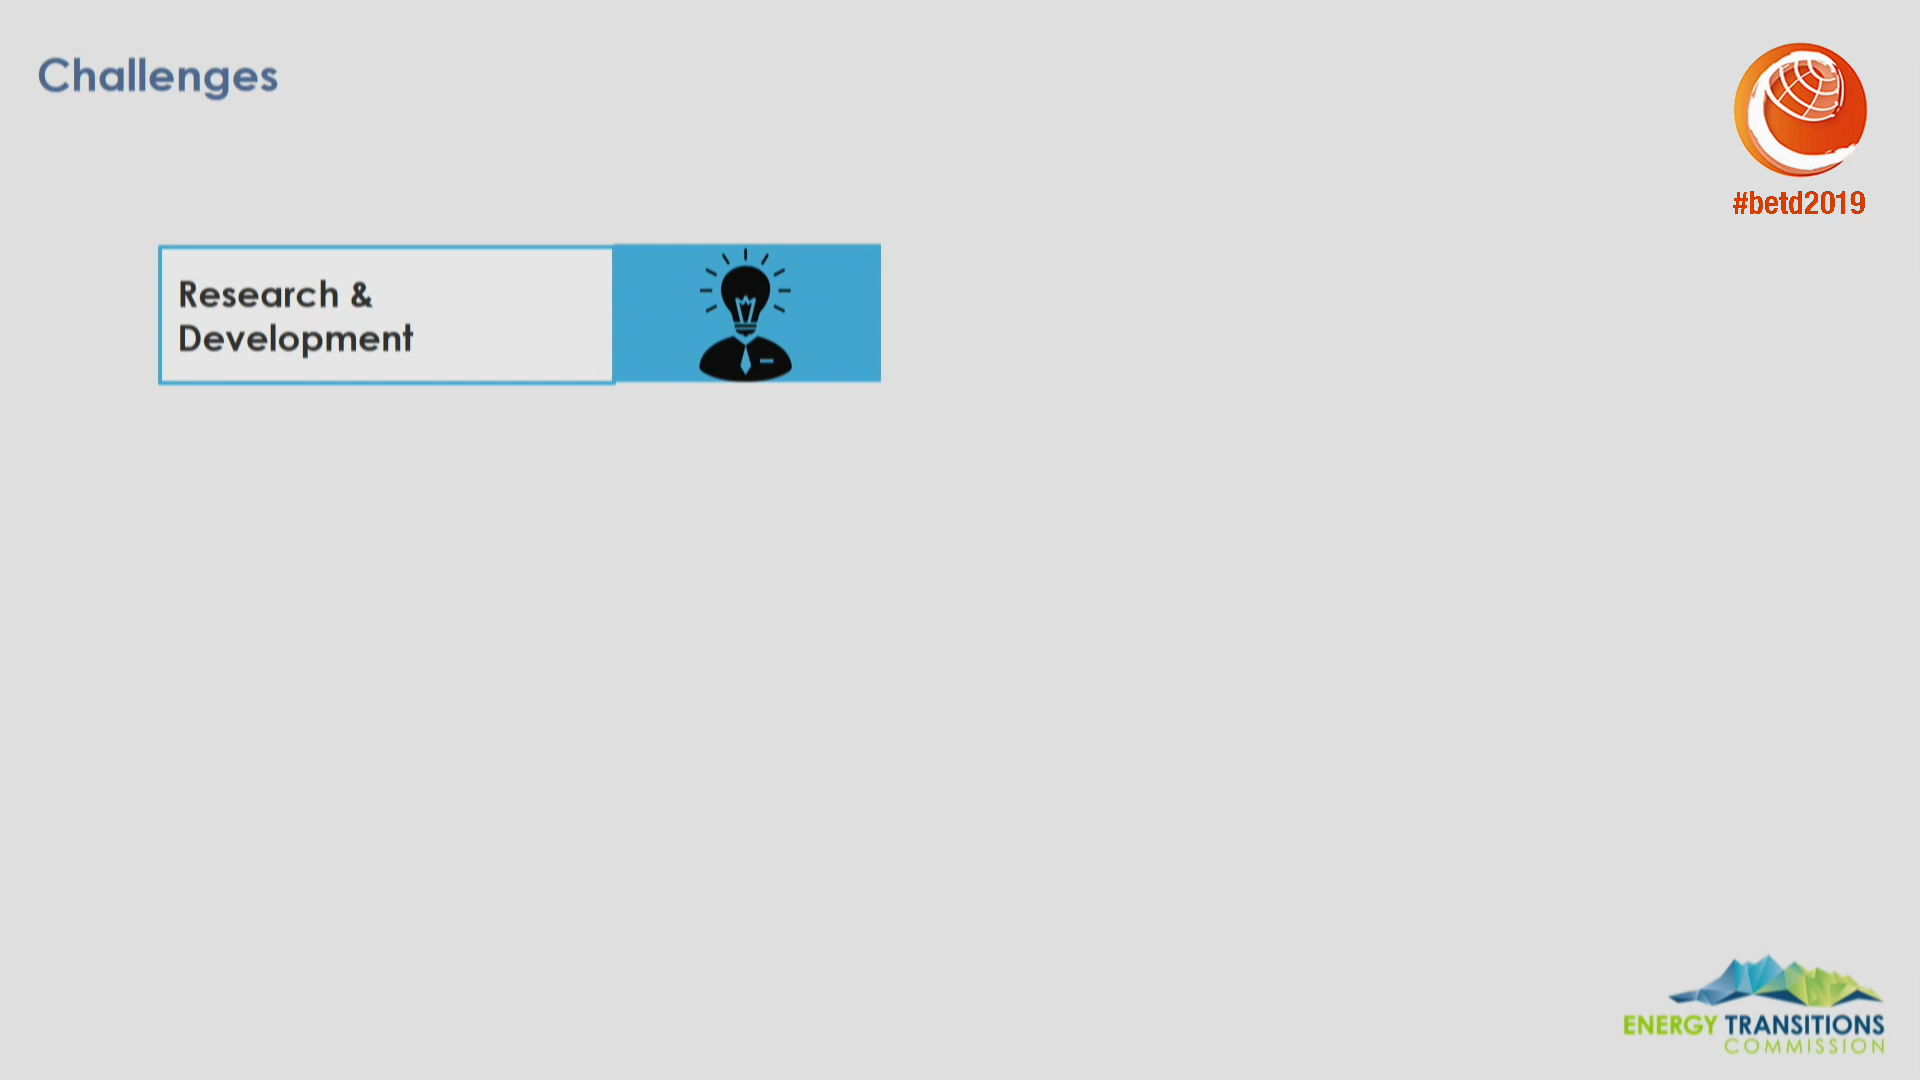 Challenges
#betd2019
Research &
Development
ENERGY TRANSITIONS
COMMISSION